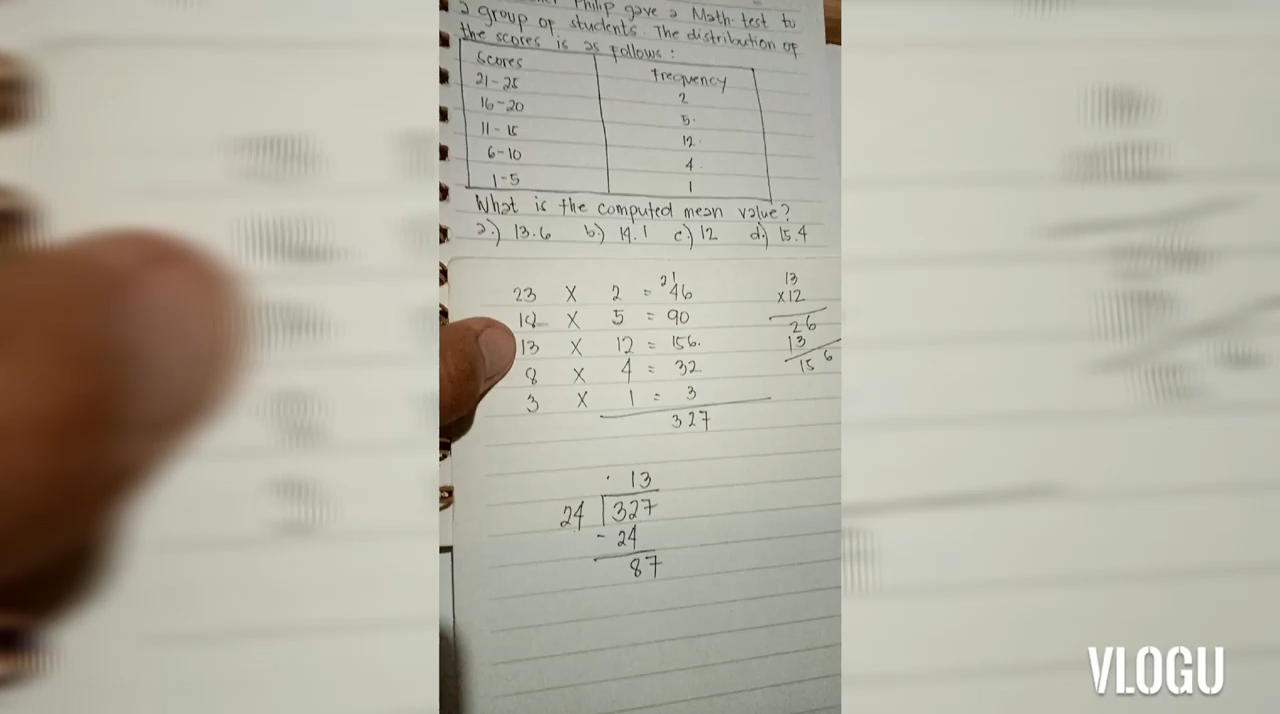 Philip gave a Math test to
a group of students. The distribution of
the scores is as follows:
Scores Frequency
21-25 2
16-20 5.
11-15 12.
6-10 4.
1-5 1
What is the computed mean value?
a.) 13.6 b.) 14.1 c.) 12 d.) 15.4
23 X 2 = 46
18 X 5 = 90
13 X 12 = 156.
8 X 4 = 32
3 X 1 = 3
327
21
13
x12
26
13
156
13
24 327
- 24
87
VLOGU